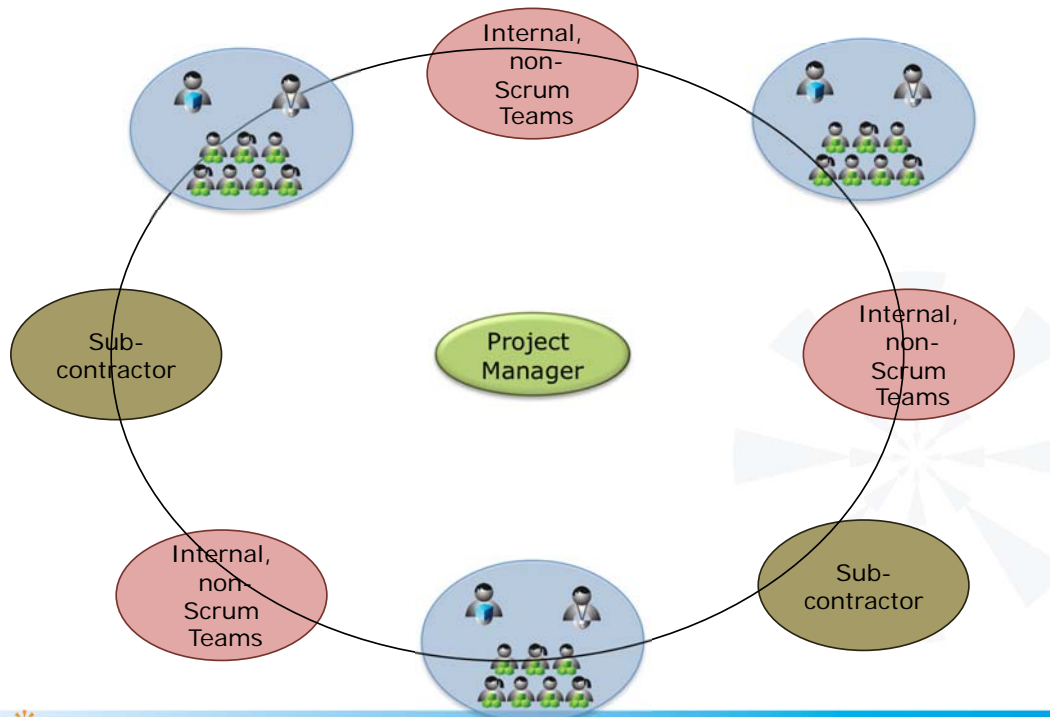 Internal,
non-
Scrum
Teams
Sub-
contractor
Project
Manager
Internal,
non-
Scrum
Teams
Internal,
non-
Scrum
Teams
Sub-
contractor